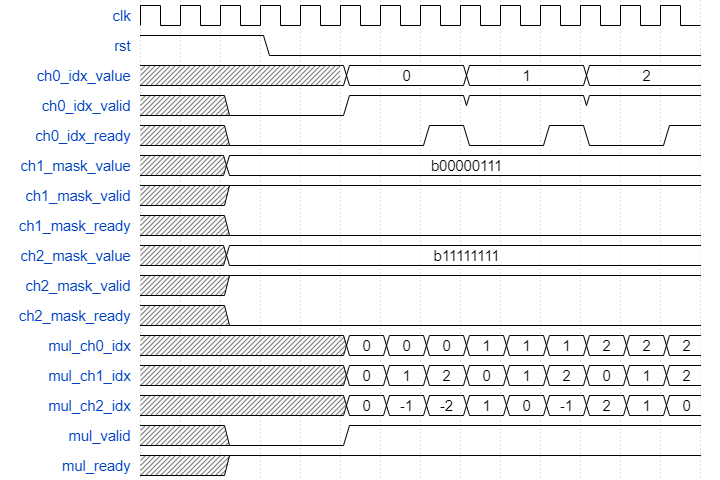 clk
rst
ch0_idx_value 0 1 2
ch0_idx_valid
ch0_idx_ready
ch1_mask_value b00000111
ch1_mask_valid
ch1_mask_ready
ch2_mask_value b11111111
ch2_mask_valid
ch2_mask_ready
mul_ch0_idx 0 0 0 1 1 1 2 2 2
mul_ch1_idx 0 1 2 0 1 2 0 1 2
mul_ch2_idx 0 -1 -2 1 0 -1 2 1 0
mul_valid
mul_ready